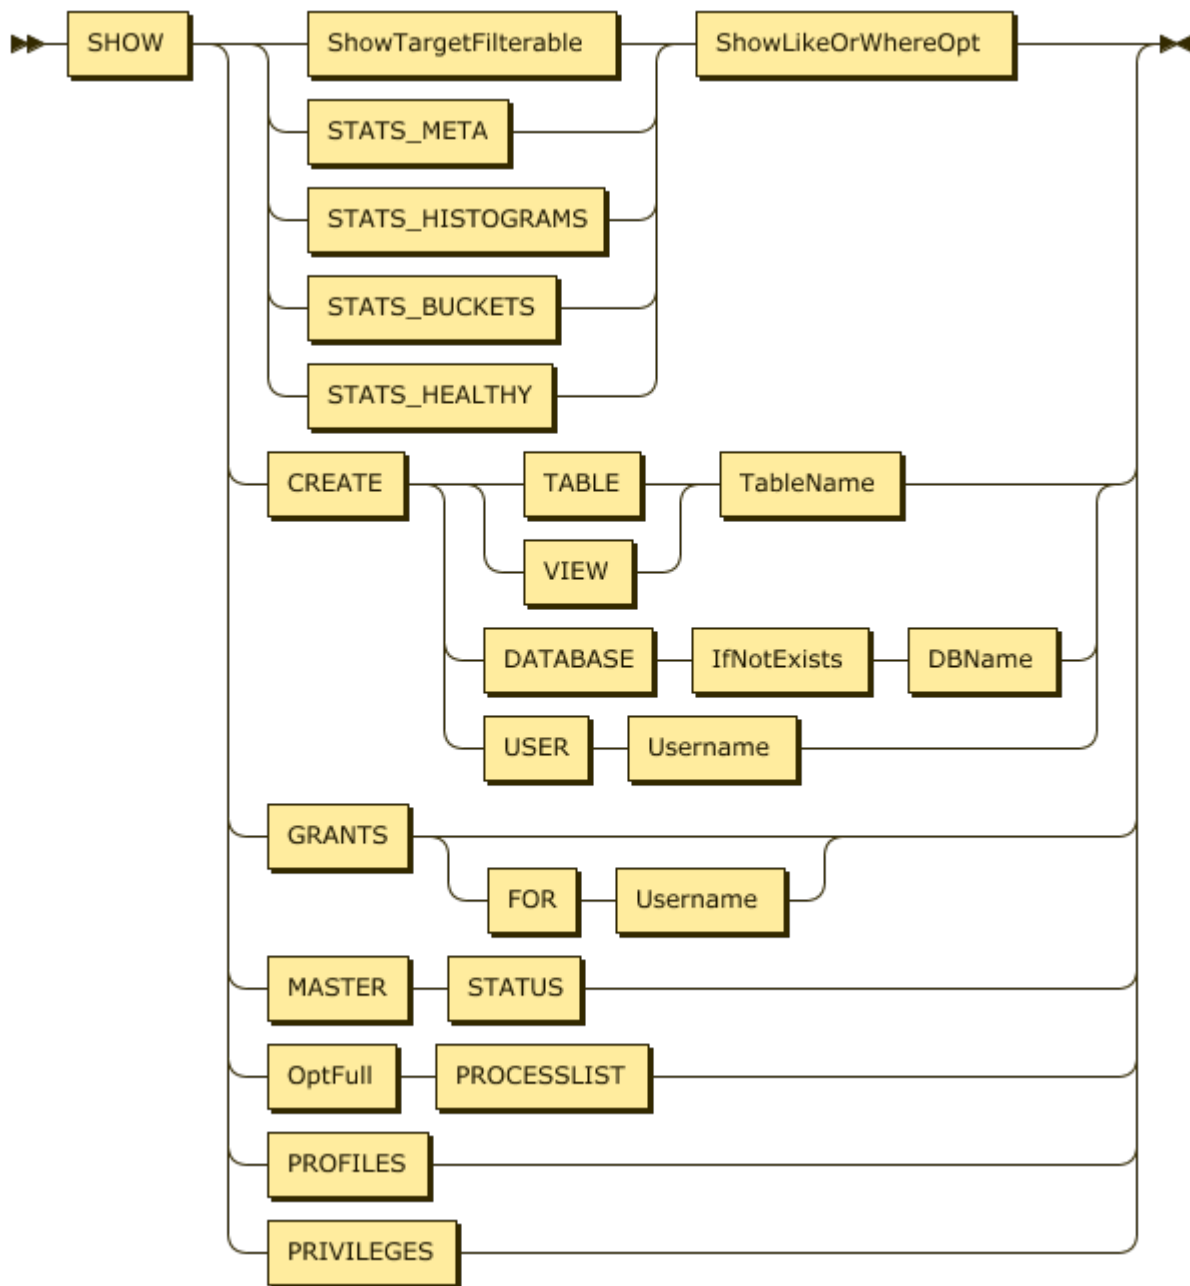 SHOW ShowTargetFilterable ShowLikeOrWhereOpt
STATS_META
STATS_HISTOGRAMS
STATS_BUCKETS
STATS_HEALTHY
CREATE TABLE TableName
VIEW
DATABASE IfNotExists DBName
USER Username
GRANTS
FOR Username
MASTER STATUS
OptFull PROCESSLIST
PROFILES
PRIVILEGES